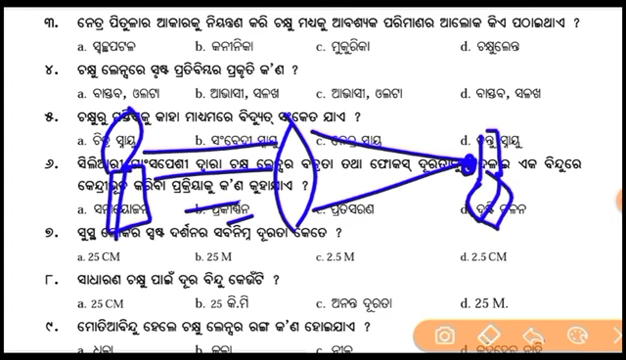 ୩. ନେତ୍ର ପିତୁଳାର ଆକାରକୁ ନିୟନ୍ତ୍ରଣ କରି ଚକ୍ଷୁ ମଧ୍ୟକୁ ଆବଶ୍ୟକ ପରିମାଣର ଆଲୋକ କିଏ ପଠାଇଥାଏ ?
a. ସ୍ୱଚ୍ଛପଟଳ b. କନୀନିକା c. ମୁକୁରିକା d. ଚକ୍ଷୁଲେନ୍ସ
୪. ଚକ୍ଷୁ ଲେନ୍ସରେ ସୃଷ୍ଟ ପ୍ରତିବିମ୍ବର ପ୍ରକୃତି କ'ଣ ?
a. ବାସ୍ତବ, ଓଲଟା b. ଆଭାସୀ, ସଳଖ c. ଆଭାସୀ, ଓଲଟା d. ବାସ୍ତବ, ସଳଖ
୫. ଚକ୍ଷୁରୁ କାହା ମାଧ୍ୟମରେ ବିଦ୍ୟୁତ୍ ସଂକେତ ଯାଏ ?
a. ସ୍ନାୟୁ b. ସଂବେଦୀ ସ୍ନାୟୁ c. ସ୍ନାୟୁ d. ସ୍ନାୟୁ
୬. ସିଲିଆରୀ ମାଂସପେଶୀ ଦ୍ୱାରା ଚକ୍ଷୁ ଲେନ୍ସର ବକ୍ରତା ତଥା ଫୋକସ୍ ଏକ ବିନ୍ଦୁରେ
କେନ୍ଦ୍ରୀଭୂତ କରିବା ପ୍ରକ୍ରିୟାକୁ କ'ଣ କୁହାଯାଏ ?
a. ସମାୟୋଜନ b. c. ପ୍ରତିସରଣ d.
୭. ସୁସ୍ଥ ଲୋକର ସ୍ପଷ୍ଟ ଦର୍ଶନର ସର୍ବନିମ୍ନ ଦୂରତା କେତେ ?
a. 25 CM b. 25 M c. 2.5 M d. 2.5 CM
୮. ସାଧାରଣ ଚକ୍ଷୁ ପାଇଁ ଦୂର ବିନ୍ଦୁ କେଉଁଟି ?
a. 25 CM b. 25 କି.ମି c. ଅନନ୍ତ ଦୂରତା d. 25 M.
୯. ମୋତିଆବିନ୍ଦୁ ହେଲେ ଚକ୍ଷୁ ଲେନ୍ସର ରଙ୍ଗ କ'ଣ ହୋଇଯାଏ ?
a. b. c. d.